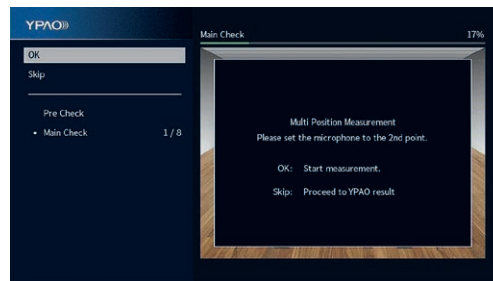 YPAO
Main Check 17%
OK
Skip
Pre Check
• Main Check 1 / 8
Multi Position Measurement
Please set the microphone to the 2nd point.
OK: Start measurement.
Skip: Proceed to YPAO result